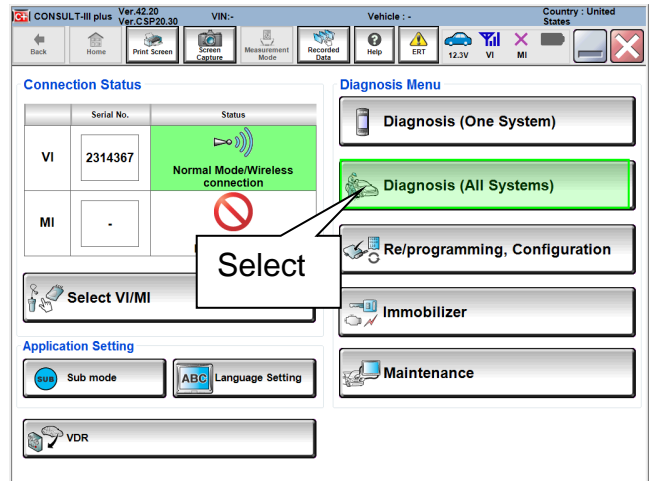 C+ CONSULT-III plus Ver.42.20 Ver.CSP20.30 VIN:- Vehicle : - Country : United States
Back Home Print Screen Screen Capture Measurement Mode Recorded Data Help ERT 12.3V VI MI
Connection Status
Serial No. Status
VI 2314367 Normal Mode/Wireless connection
MI -
Select VI/MI
Application Setting
SUB Sub mode ABC Language Setting
VDR
Diagnosis Menu
Diagnosis (One System)
Diagnosis (All Systems)
Re/programming, Configuration
Immobilizer
Maintenance
Select